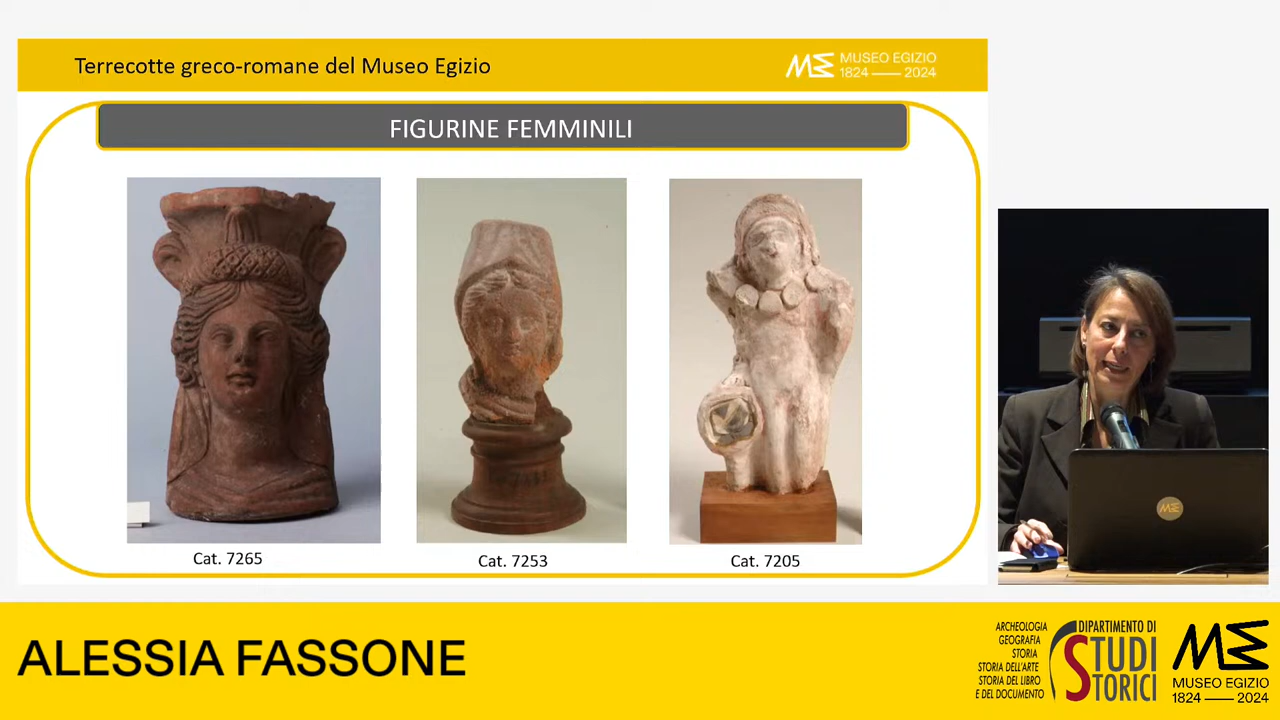 Terrecotte greco-romane del Museo Egizio
MUSEO EGIZIO
1824 — 2024
FIGURINE FEMMINILI
Cat. 7265
Cat. 7253
Cat. 7205
ALESSIA FASSONE
ARCHEOLOGIA
GEOGRAFIA
STORIA
STORIA DELL'ARTE
STORIA DEL LIBRO
E DEL DOCUMENTO
DIPARTIMENTO DI
STUDI
STORICI
MUSEO EGIZIO
1824 — 2024